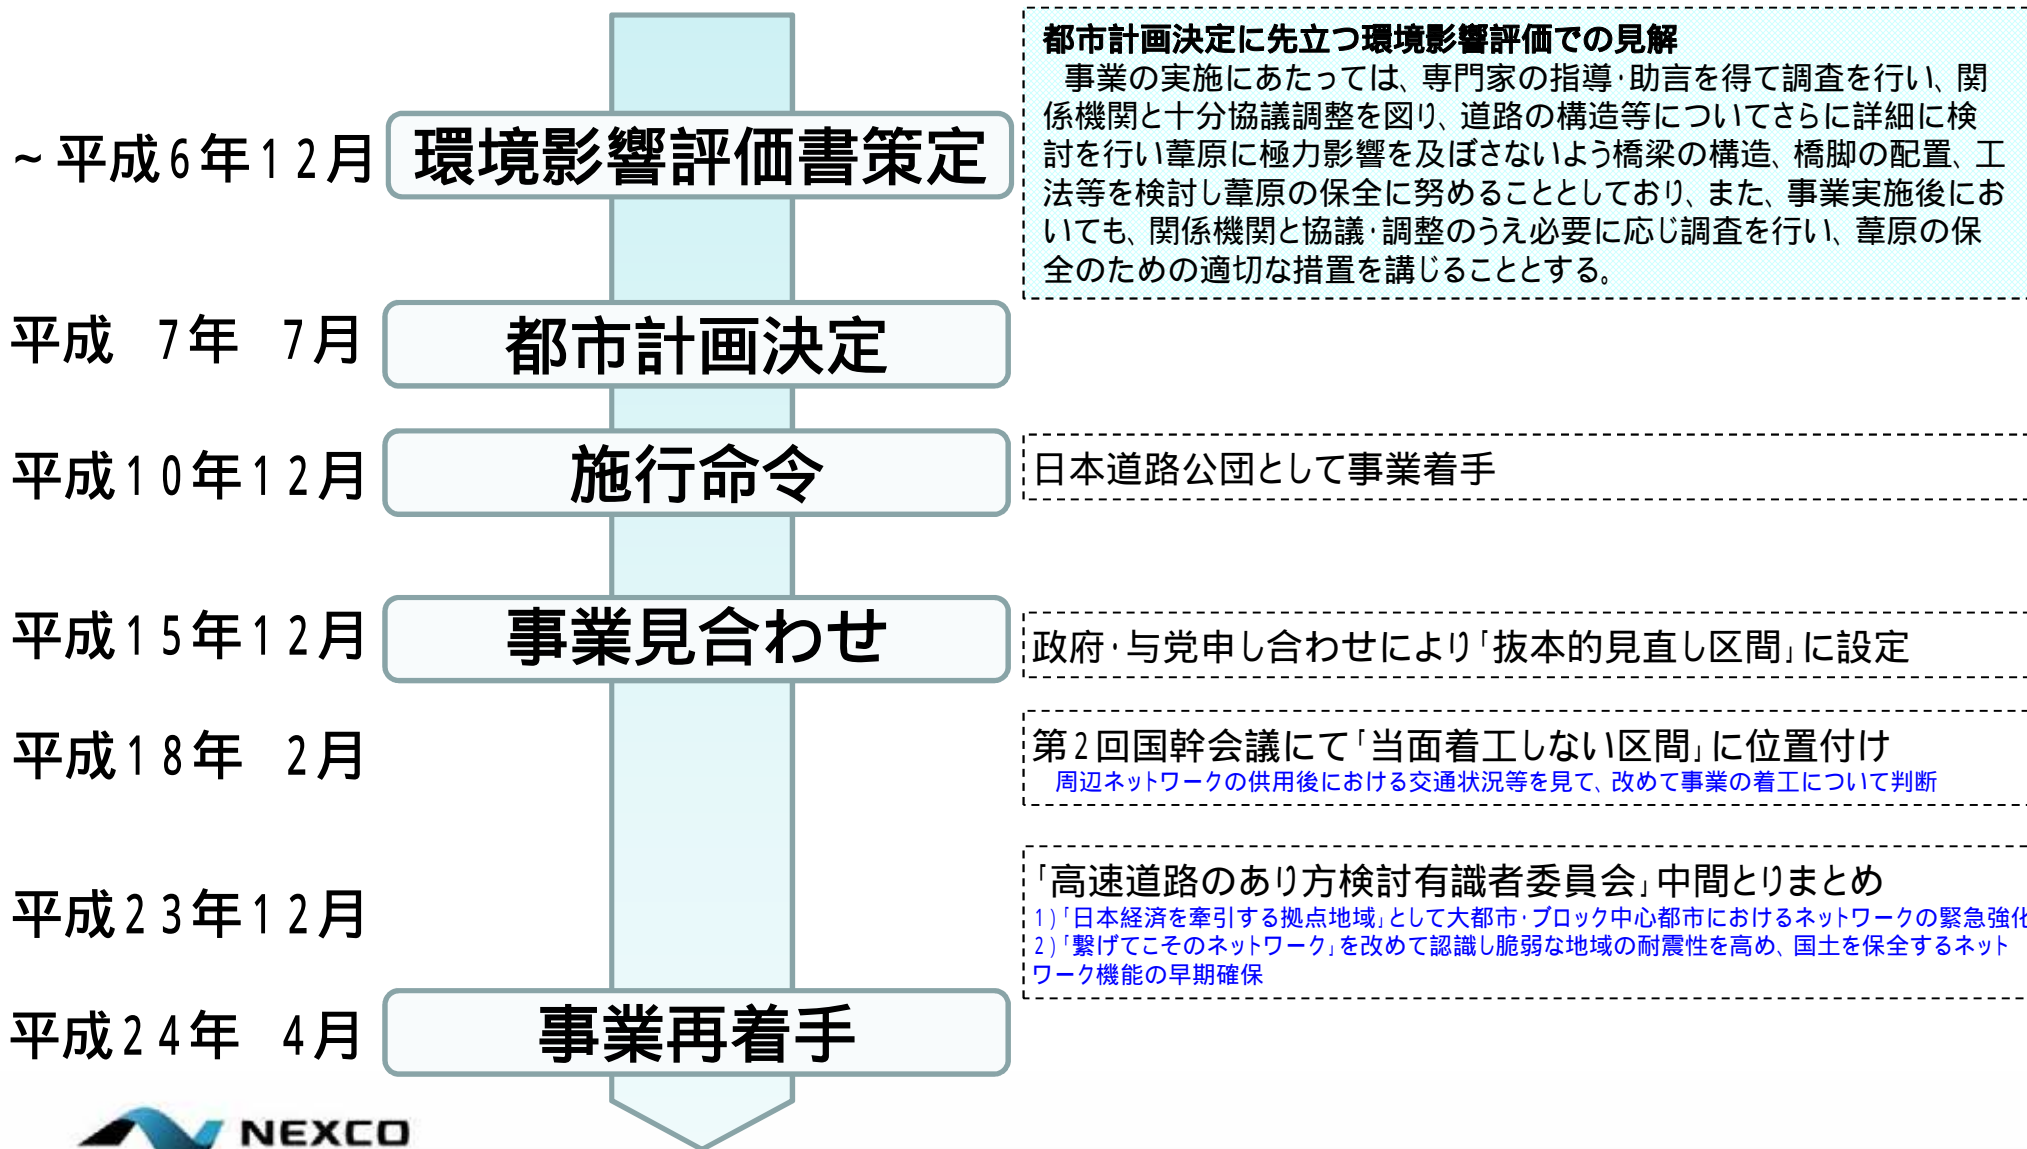 都市計画決定に先立つ環境影響評価での見解
事業の実施にあたっては、専門家の指導・助言を得て調査を行い、関
係機関と十分協議調整を図り、道路の構造等についてさらに詳細に検
討を行い葦原に極力影響を及ぼさないよう橋梁の構造、橋脚の配置、工
法等を検討し葦原の保全に努めることとしており、また、事業実施後にお
いても、関係機関と協議・調整のうえ必要に応じ調査を行い、葦原の保
全のための適切な措置を講じることとする。
~平成6年12月 環境影響評価書策定
平成 7年 7月 都市計画決定
平成10年12月 施行命令
日本道路公団として事業着手
平成15年12月 事業見合わせ
政府・与党申し合わせにより「抜本的見直し区間」に設定
平成18年 2月
第2回国幹会議にて「当面着工しない区間」に位置付け
周辺ネットワークの供用後における交通状況等を見て、改めて事業の着工について判断
平成23年12月
「高速道路のあり方検討有識者委員会」中間とりまとめ
1)「日本経済を牽引する拠点地域」として大都市・ブロック中心都市におけるネットワークの緊急強化
2)「繋げてこそのネットワーク」を改めて認識し脆弱な地域の耐震性を高め、国土を保全するネット
ワーク機能の早期確保
平成24年 4月 事業再着手
NEXCO